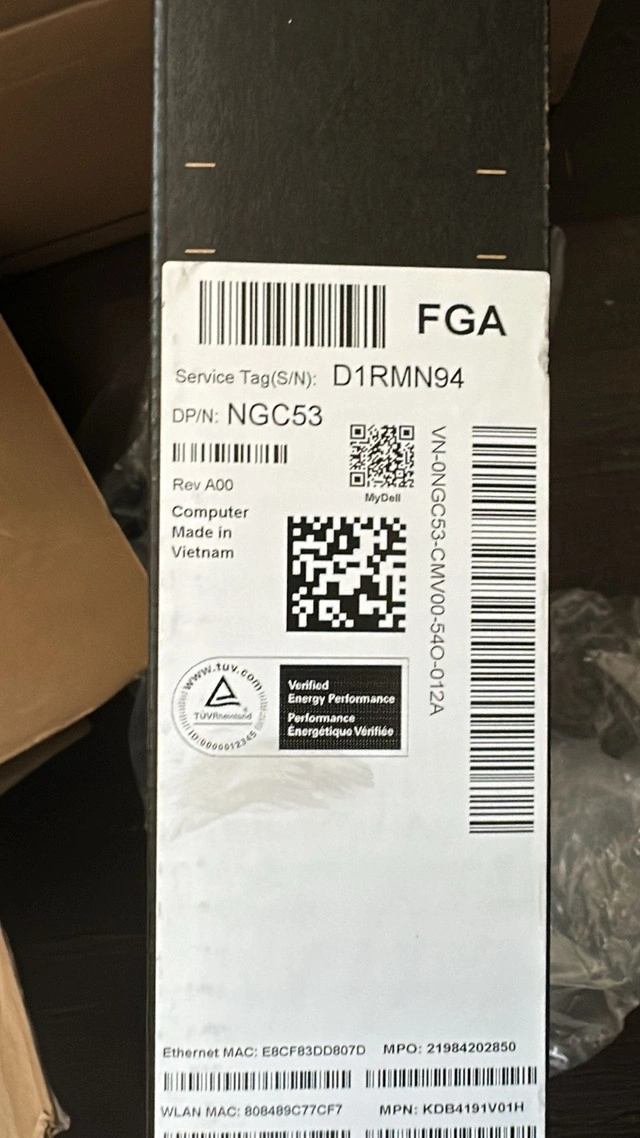 FGA
Service Tag(S/N): D1RMN94
DP/N: NGC53
Rev A00
Computer
Made in
Vietnam
MyDell
VN-0NGC53-CMV00-54O-012A
www.tuv.com
TÜVRheinland
ID:0000012345
Verified
Energy Performance
Performance
Énergétique Vérifiée
Ethernet MAC: E8CF83DD807D MPO: 21984202850
WLAN MAC: 808489C77CF7 MPN: KDB4191V01H